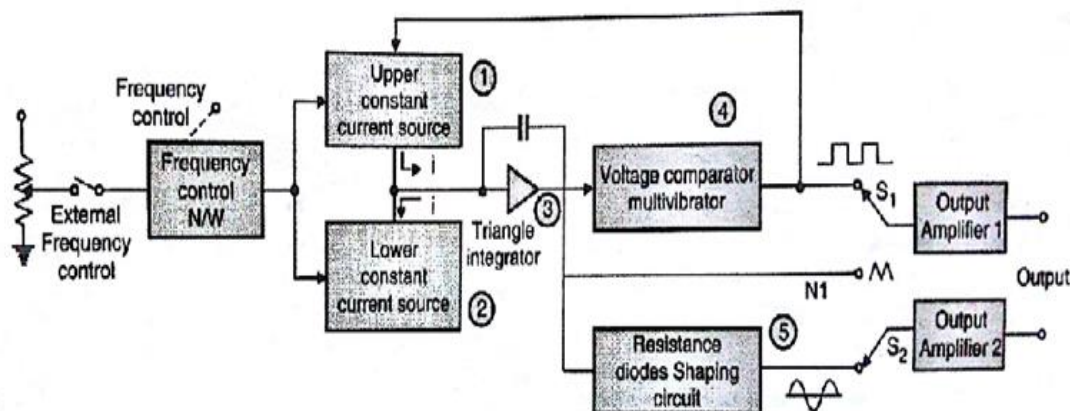 Frequency
control
External
Frequency
control
Frequency
control
N/W
Upper
constant
current source
1
i
i
Lower
constant
current source
2
Triangle
integrator
3
Voltage comparator
multivibrator
4
S1
Output
Amplifier 1
N1
Output
Resistance
diodes Shaping
circuit
5
S2
Output
Amplifier 2